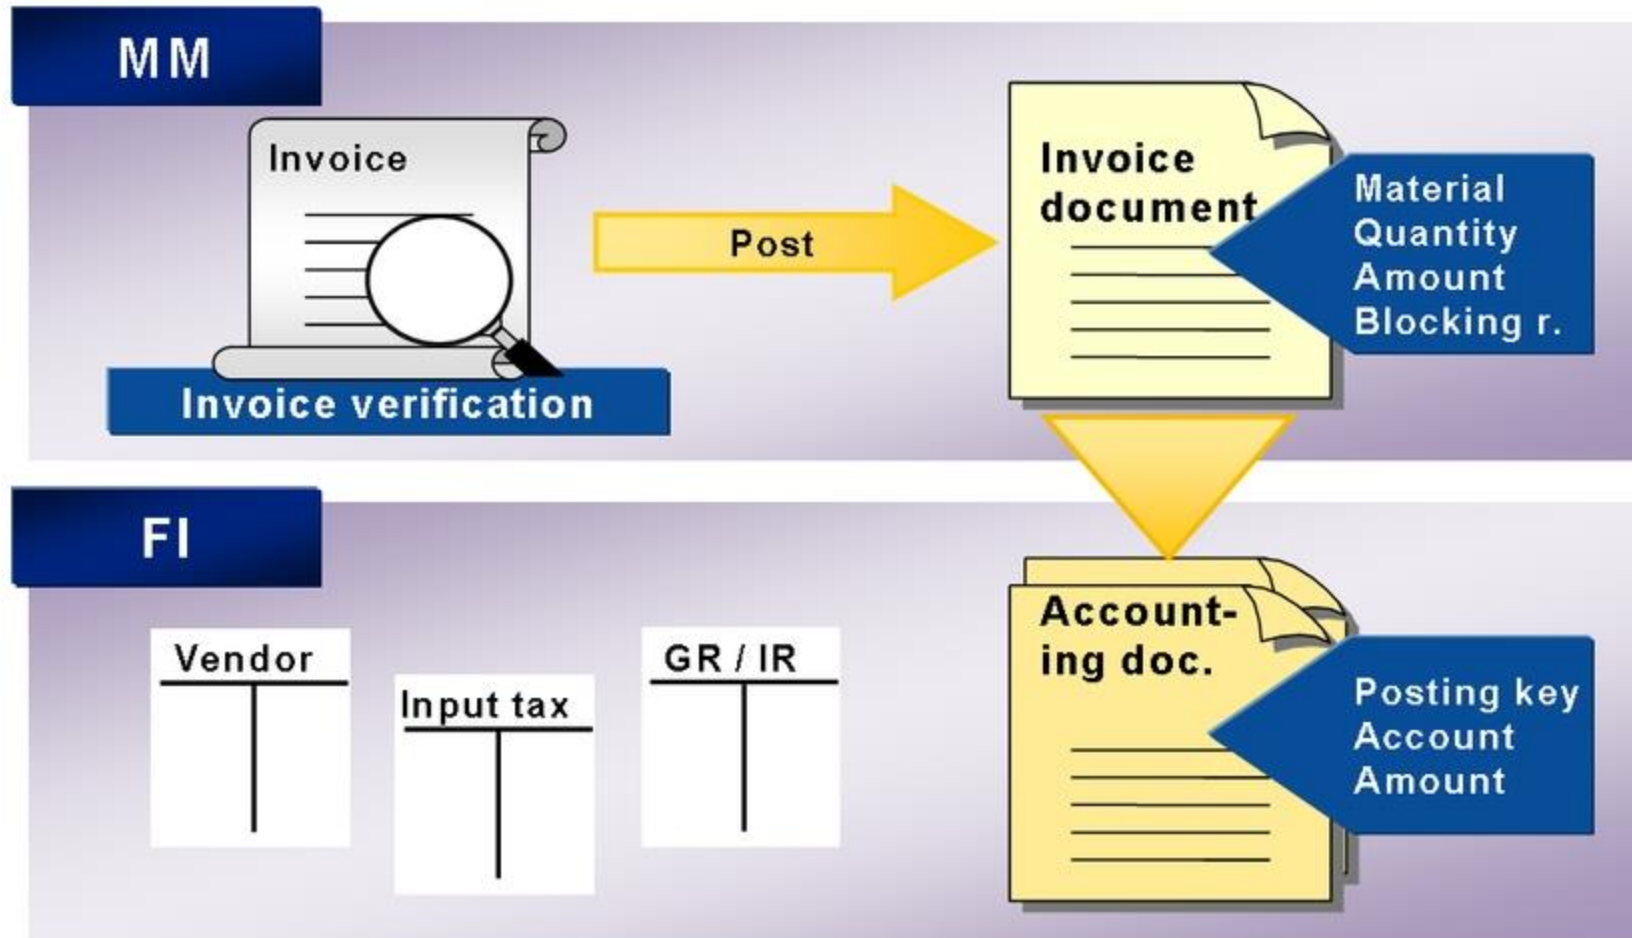 MM
Invoice
Invoice verification
Post
Invoice
document
Material
Quantity
Amount
Blocking r.
FI
Vendor
Input tax
GR / IR
Account-
ing doc.
Posting key
Account
Amount